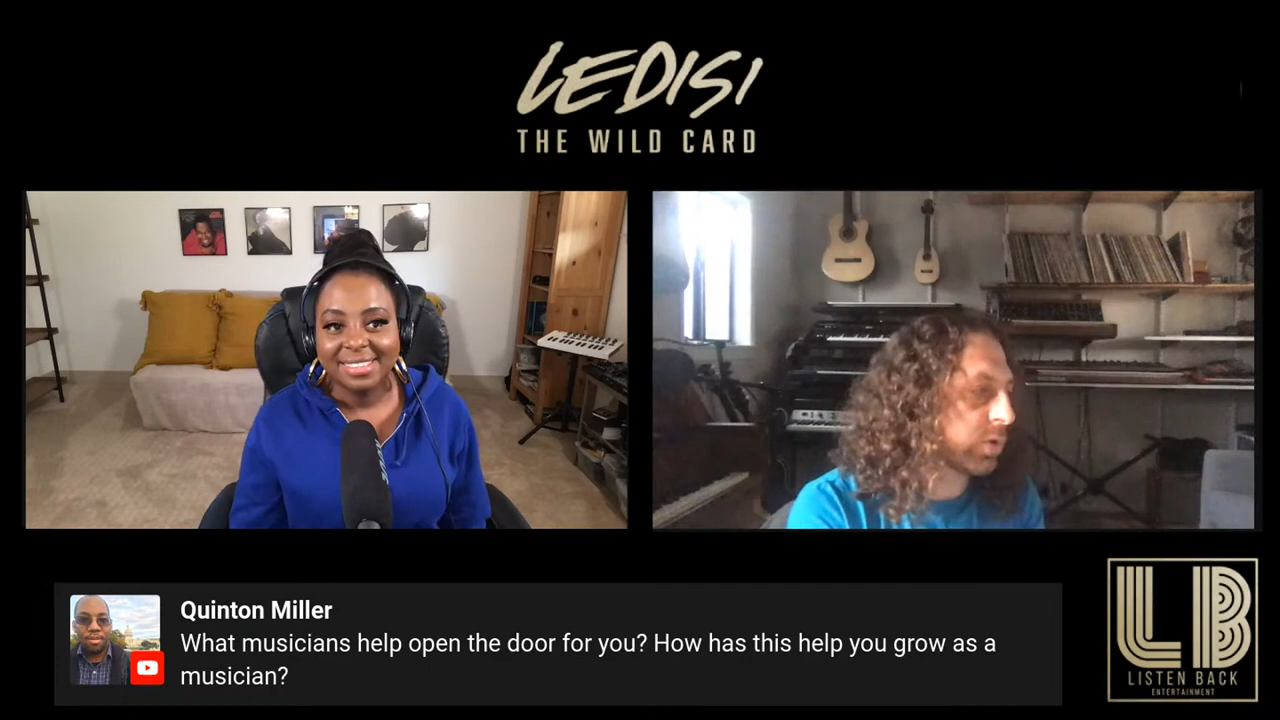 LEDISI
THE WILD CARD
Quinton Miller
What musicians help open the door for you? How has this help you grow as a
musician?
LB
LISTEN BACK
ENTERTAINMENT